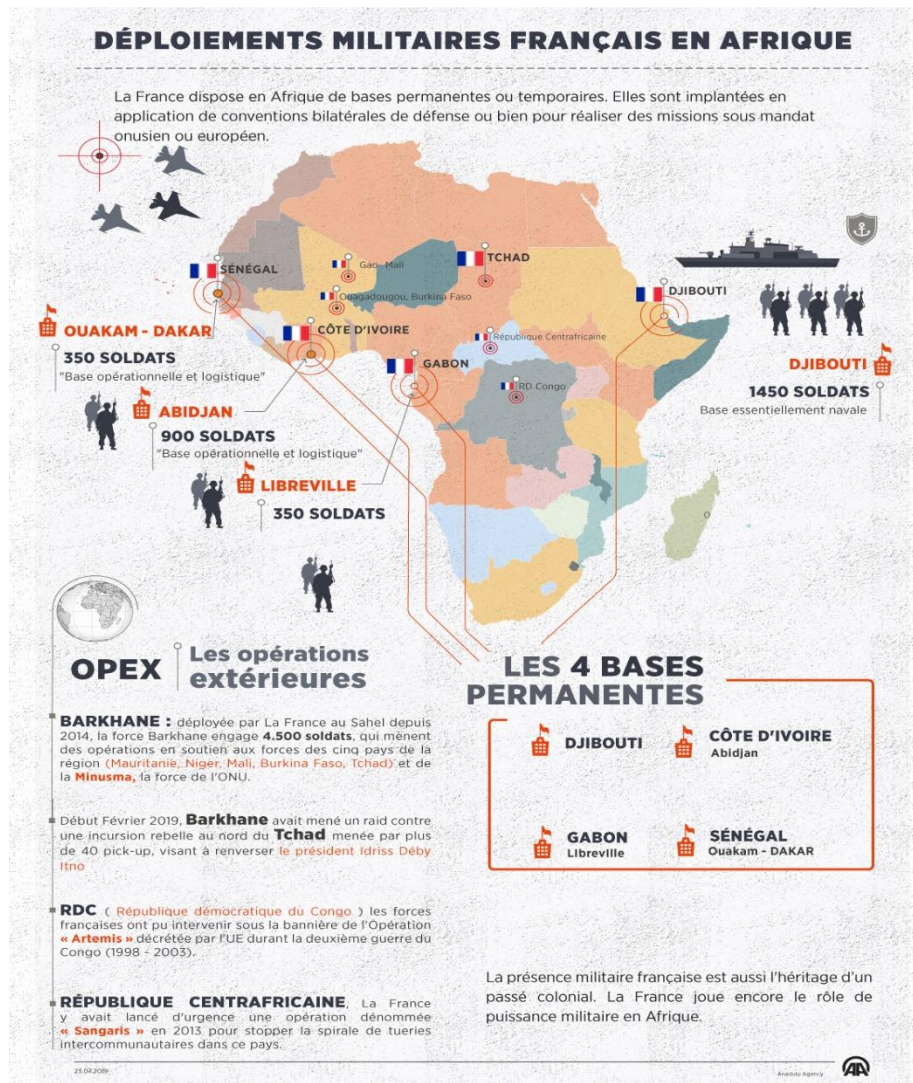 DÉPLOIEMENTS MILITAIRES FRANÇAIS EN AFRIQUE
La France dispose en Afrique de bases permanentes ou temporaires. Elles sont implantées en
application de conventions bilatérales de défense ou bien pour réaliser des missions sous mandat
onusien ou européen.
SÉNÉGAL
Gao- Mali
TCHAD
Ouagadougou, Burkina Faso
DJIBOUTI
CÔTE D'IVOIRE
République Centrafricaine
GABON
RD Congo
OUAKAM - DAKAR
350 SOLDATS
"Base opérationnelle et logistique"
ABIDJAN
900 SOLDATS
"Base opérationnelle et logistique"
LIBREVILLE
350 SOLDATS
DJIBOUTI
1450 SOLDATS
Base essentiellement navale
OPEX
Les opérations
extérieures
BARKHANE : déployée par La France au Sahel depuis
2014, la force Barkhane engage 4.500 soldats, qui mènent
des opérations en soutien aux forces des cinq pays de la
région (Mauritanie, Niger, Mali, Burkina Faso, Tchad) et de
la Minusma, la force de l'ONU.
Début Février 2019, Barkhane avait mené un raid contre
une incursion rebelle au nord du Tchad menée par plus
de 40 pick-up, visant à renverser le président Idriss Déby
Itno
RDC ( République démocratique du Congo ) les forces
françaises ont pu intervenir sous la bannière de l'Opération
« Artemis » décrétée par l'UE durant la deuxième guerre du
Congo (1998 - 2003).
RÉPUBLIQUE CENTRAFRICAINE, La France
y avait lancé d'urgence une opération dénommée
« Sangaris » en 2013 pour stopper la spirale de tueries
intercommunautaires dans ce pays.
LES 4 BASES
PERMANENTES
DJIBOUTI
CÔTE D'IVOIRE
Abidjan
GABON
Libreville
SÉNÉGAL
Ouakam - DAKAR
La présence militaire française est aussi l'héritage d'un
passé colonial. La France joue encore le rôle de
puissance militaire en Afrique.
23.07.2019
Anadolu Agency
AA